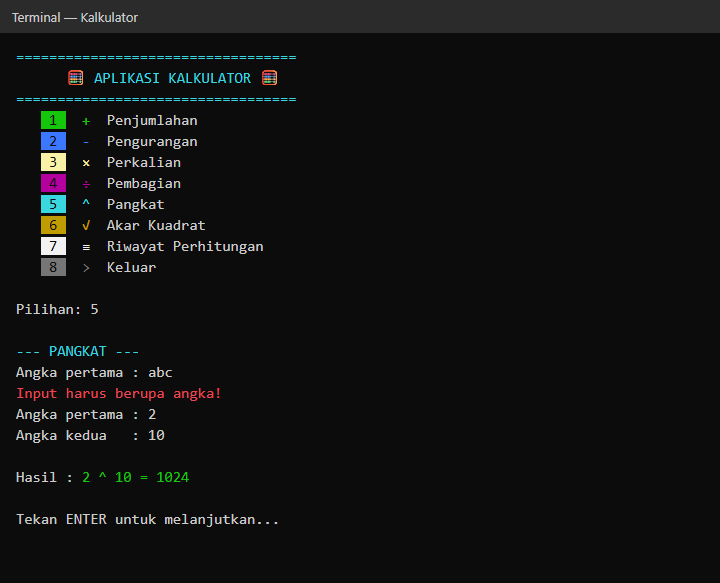 Terminal — Kalkulator
==================================
🧮 APLIKASI KALKULATOR 🧮
==================================
1 + Penjumlahan
2 - Pengurangan
3 × Perkalian
4 ÷ Pembagian
5 ^ Pangkat
6 √ Akar Kuadrat
7 ≡ Riwayat Perhitungan
8 > Keluar
Pilihan: 5
--- PANGKAT ---
Angka pertama : abc
Input harus berupa angka!
Angka pertama : 2
Angka kedua   : 10
Hasil : 2 ^ 10 = 1024
Tekan ENTER untuk melanjutkan...